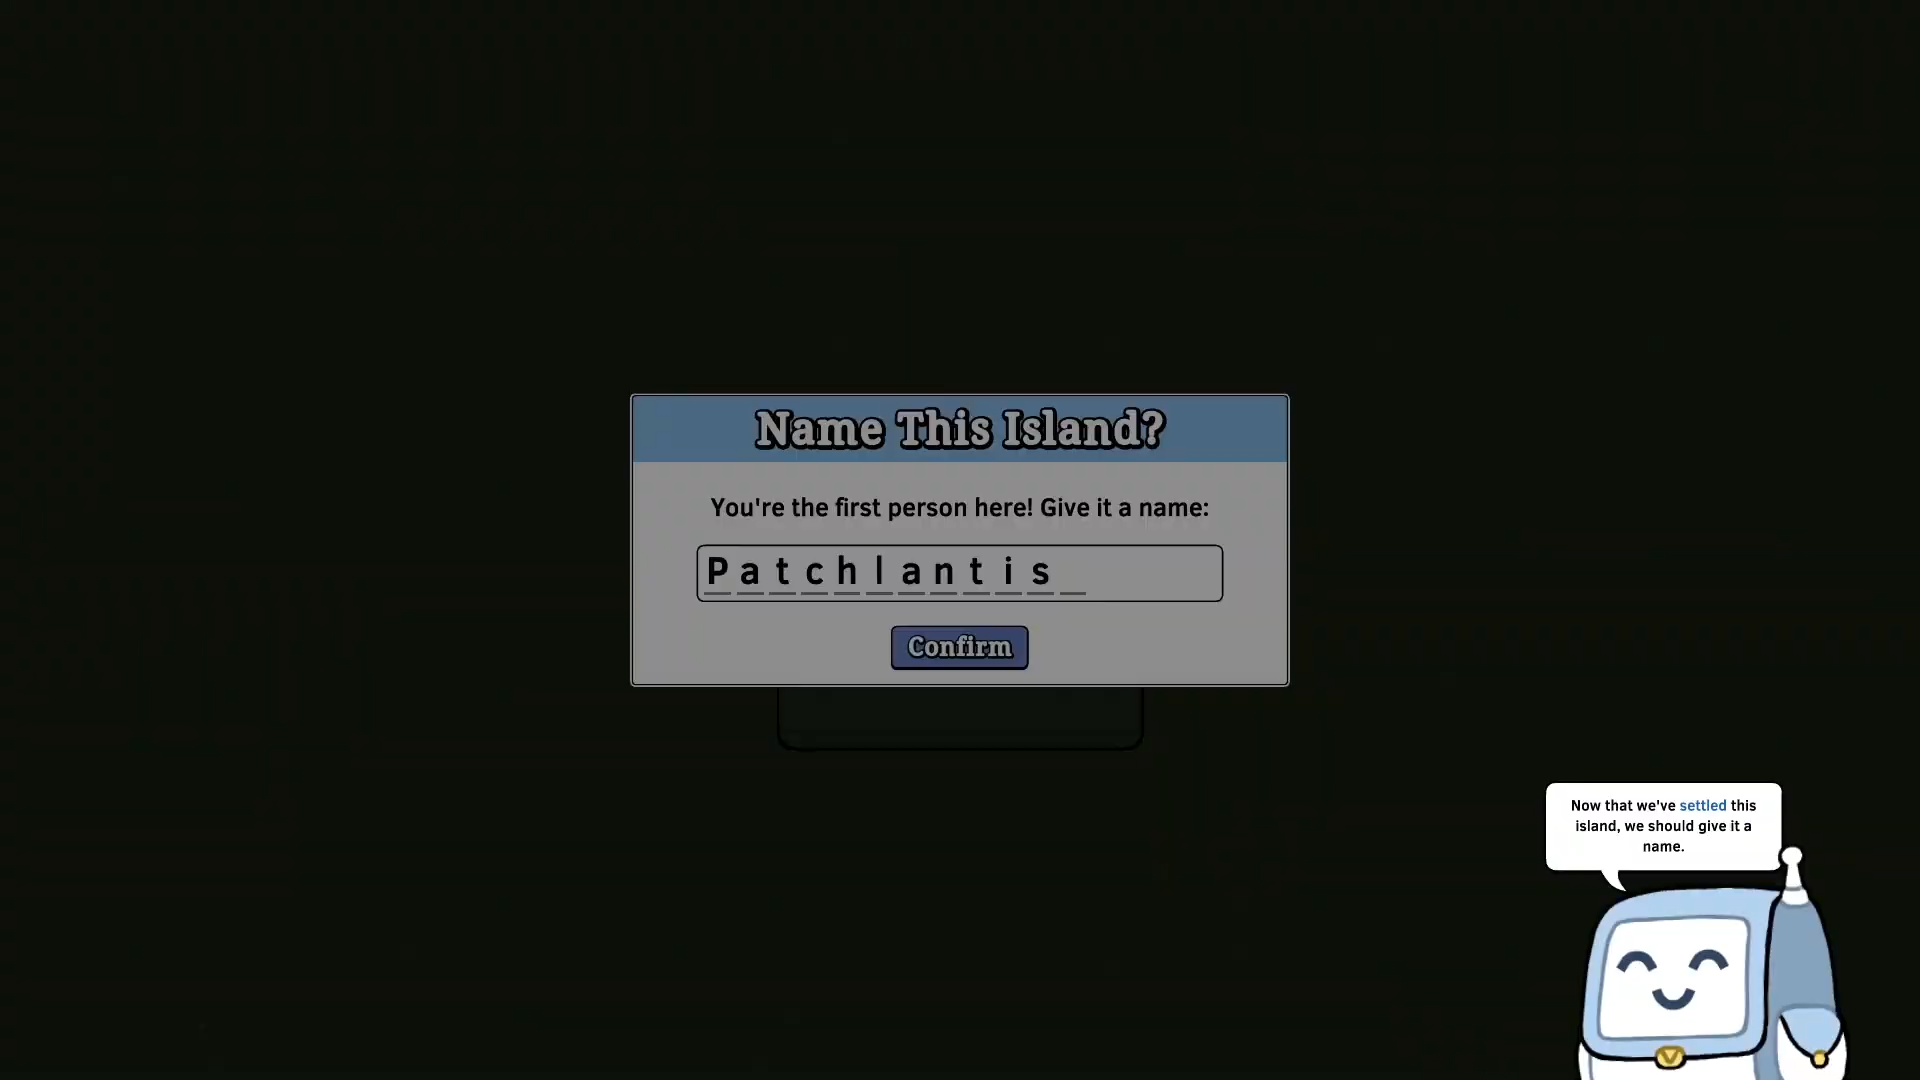 Name This Island?
You're the first person here! Give it a name:
Patchlantis
Confirm
Now that we've settled this
island, we should give it a
name.